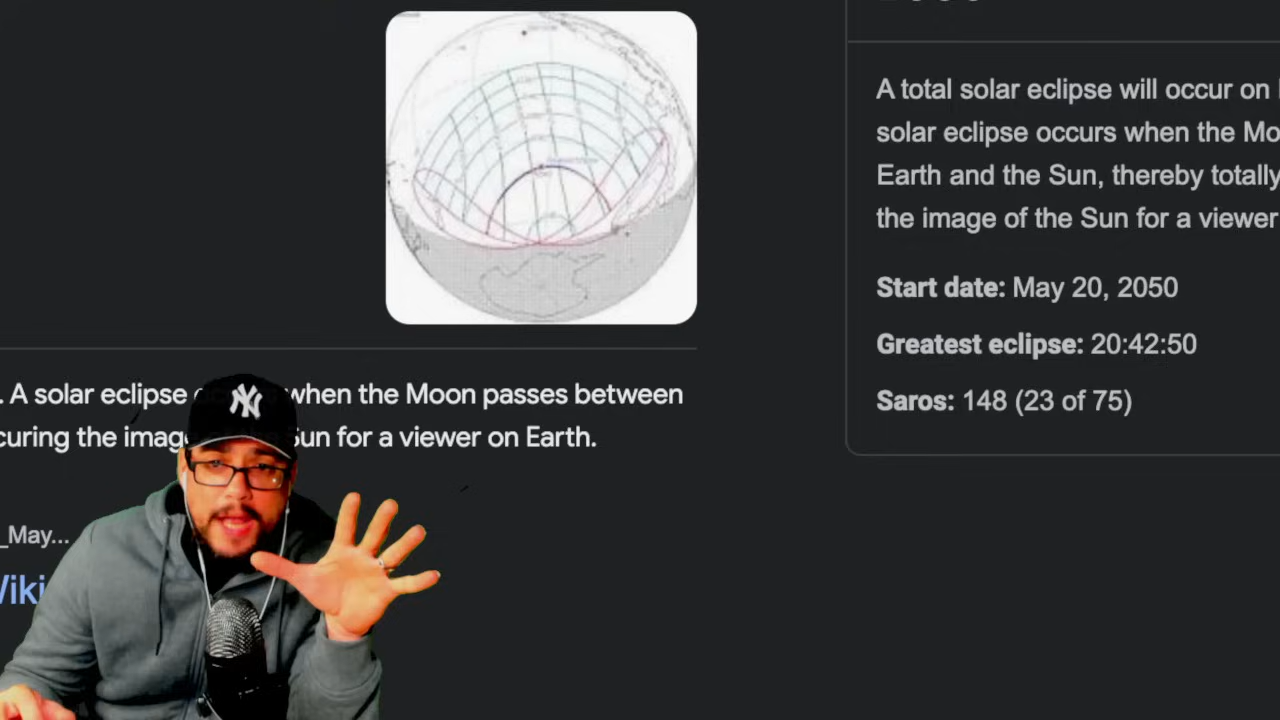 A total solar eclipse will occur on
solar eclipse occurs when the Mo
Earth and the Sun, thereby totally
the image of the Sun for a viewer
Start date: May 20, 2050
Greatest eclipse: 20:42:50
Saros: 148 (23 of 75)
. A solar eclipse when the Moon passes between
curing the imag Sun for a viewer on Earth.
NY
_May...
Wiki